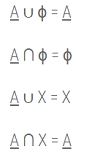 A ∪ ϕ = A
A ∩ ϕ = ϕ
A ∪ X = X
A ∩ X = A